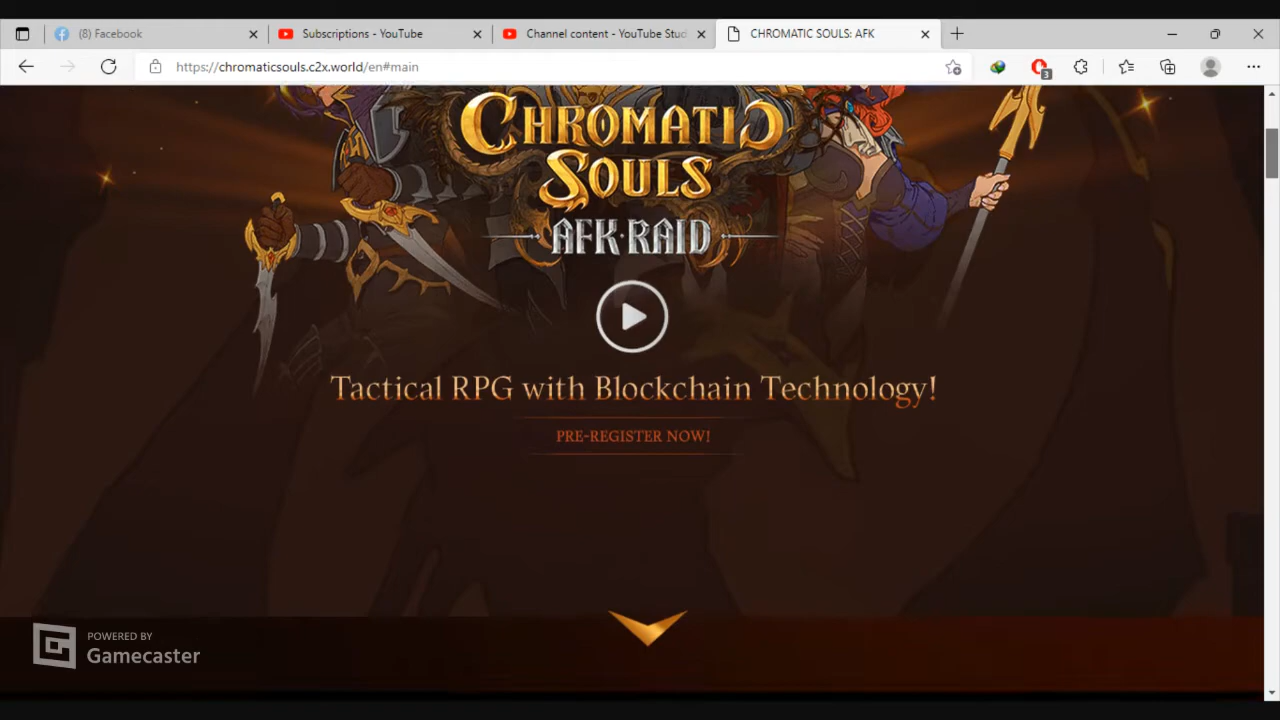 (8) Facebook
Subscriptions - YouTube
Channel content - YouTube Stud
CHROMATIC SOULS: AFK
https://chromaticsouls.c2x.world/en#main
3
CHROMATIC
SOULS
AFK·RAID
Tactical RPG with Blockchain Technology!
PRE-REGISTER NOW!
POWERED BY
Gamecaster